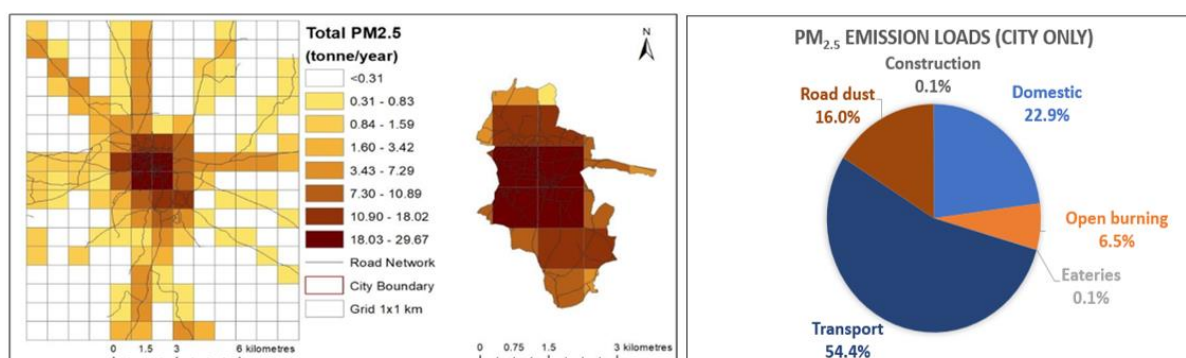 Total PM2.5
(tonne/year)
<0.31
0.31 - 0.83
0.84 - 1.59
1.60 - 3.42
3.43 - 7.29
7.30 - 10.89
10.90 - 18.02
18.03 - 29.67
Road Network
City Boundary
Grid 1x1 km
0 1.5 3 6 kilometres
N
0 0.75 1.5 3 kilometres
PM2.5 EMISSION LOADS (CITY ONLY)
Construction
0.1%
Road dust
16.0%
Domestic
22.9%
Open burning
6.5%
Eateries
0.1%
Transport
54.4%